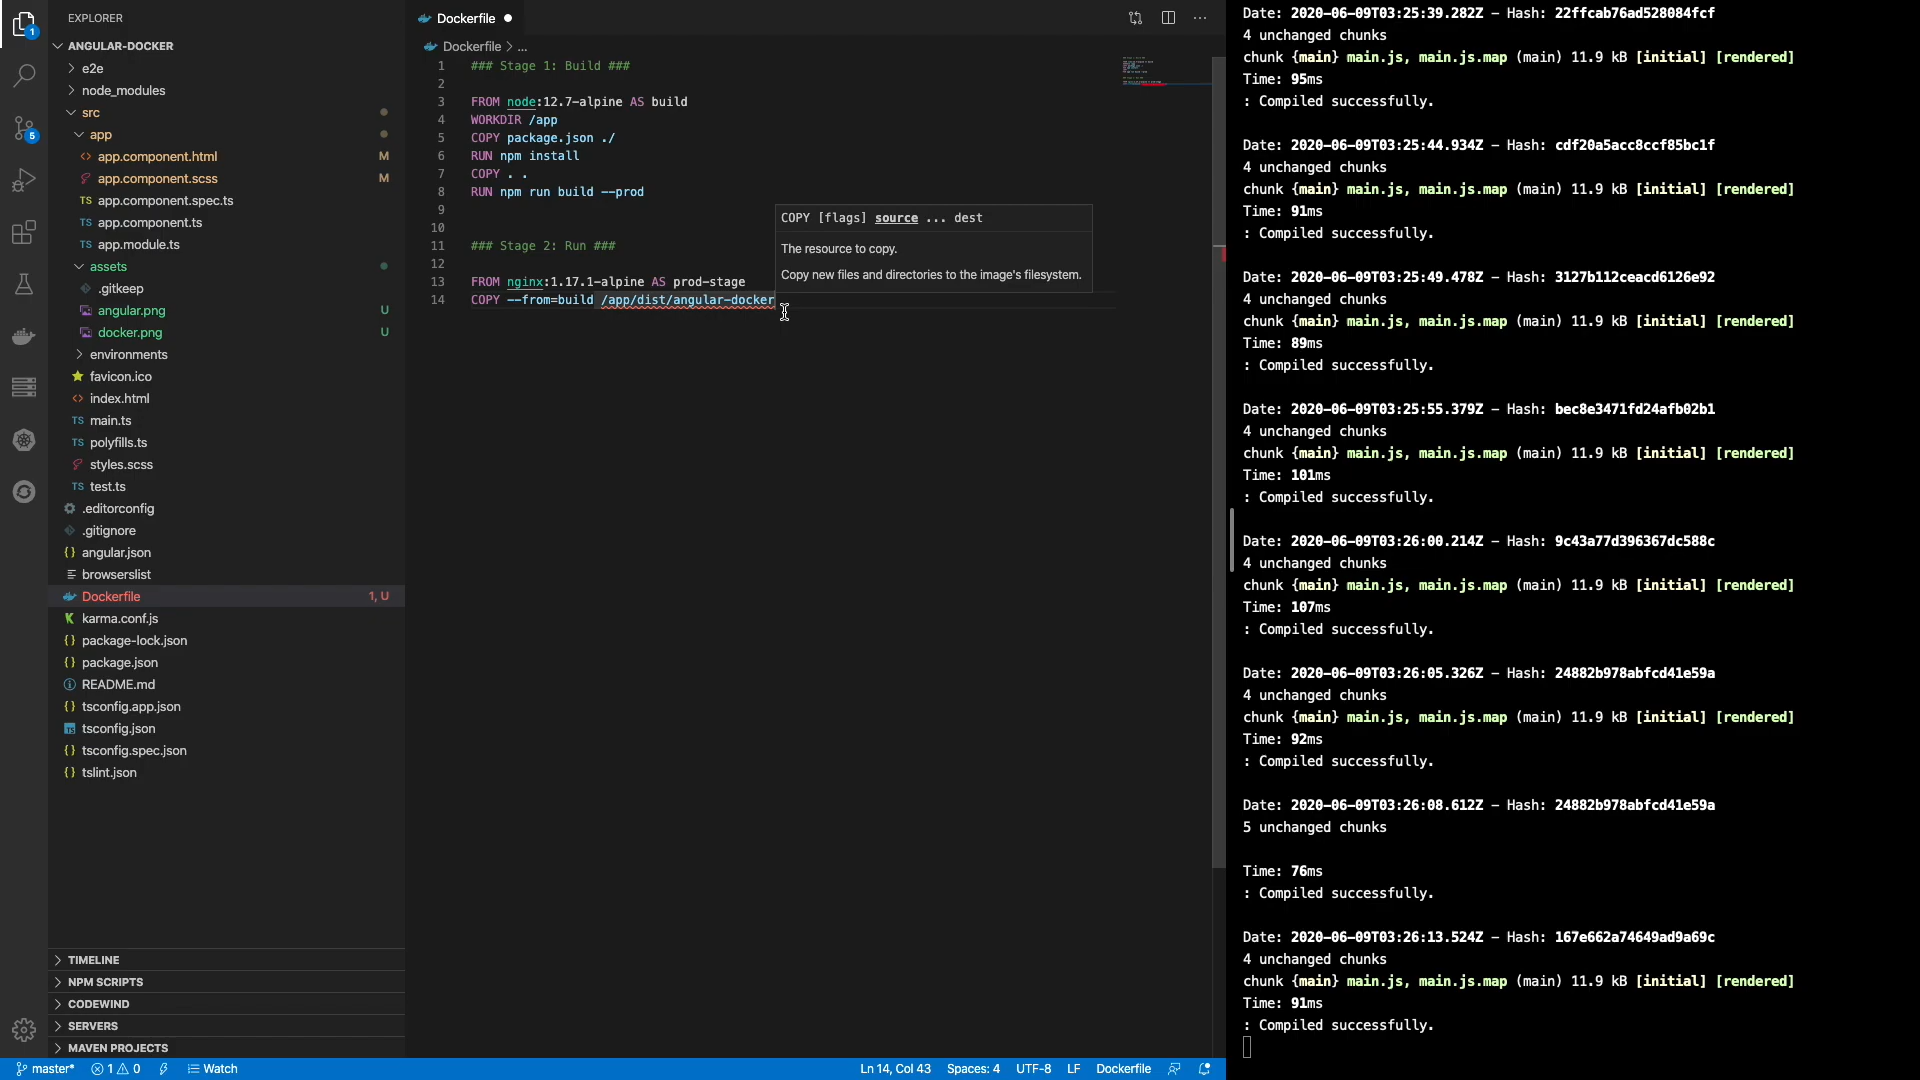 EXPLORER
ANGULAR-DOCKER
e2e
node_modules
src
app
app.component.html M
app.component.scss M
TS app.component.spec.ts
TS app.component.ts
TS app.module.ts
assets
.gitkeep
angular.png U
docker.png U
environments
favicon.ico
index.html
TS main.ts
TS polyfills.ts
styles.scss
TS test.ts
.editorconfig
.gitignore
{} angular.json
browserslist
Dockerfile 1, U
karma.conf.js
{} package-lock.json
{} package.json
README.md
{} tsconfig.app.json
tsconfig.json
{} tsconfig.spec.json
{} tslint.json
TIMELINE
NPM SCRIPTS
CODEWIND
SERVERS
MAVEN PROJECTS
1
5
Dockerfile
Dockerfile > ...
1 ### Stage 1: Build ###
2
3 FROM node:12.7-alpine AS build
4 WORKDIR /app
5 COPY package.json ./
6 RUN npm install
7 COPY . .
8 RUN npm run build --prod
9
10
11 ### Stage 2: Run ###
12
13 FROM nginx:1.17.1-alpine AS prod-stage
14 COPY --from=build /app/dist/angular-docker
COPY [flags] source ... dest
The resource to copy.
Copy new files and directories to the image's filesystem.
Date: 2020-06-09T03:25:39.282Z - Hash: 22ffcab76ad528084fcf
4 unchanged chunks
chunk {main} main.js, main.js.map (main) 11.9 kB [initial] [rendered]
Time: 95ms
: Compiled successfully.
Date: 2020-06-09T03:25:44.934Z - Hash: cdf20a5acc8ccf85bc1f
4 unchanged chunks
chunk {main} main.js, main.js.map (main) 11.9 kB [initial] [rendered]
Time: 91ms
: Compiled successfully.
Date: 2020-06-09T03:25:49.478Z - Hash: 3127b112ceacd6126e92
4 unchanged chunks
chunk {main} main.js, main.js.map (main) 11.9 kB [initial] [rendered]
Time: 89ms
: Compiled successfully.
Date: 2020-06-09T03:25:55.379Z - Hash: bec8e3471fd24afb02b1
4 unchanged chunks
chunk {main} main.js, main.js.map (main) 11.9 kB [initial] [rendered]
Time: 101ms
: Compiled successfully.
Date: 2020-06-09T03:26:00.214Z - Hash: 9c43a77d396367dc588c
4 unchanged chunks
chunk {main} main.js, main.js.map (main) 11.9 kB [initial] [rendered]
Time: 107ms
: Compiled successfully.
Date: 2020-06-09T03:26:05.326Z - Hash: 24882b978abfcd41e59a
4 unchanged chunks
chunk {main} main.js, main.js.map (main) 11.9 kB [initial] [rendered]
Time: 92ms
: Compiled successfully.
Date: 2020-06-09T03:26:08.612Z - Hash: 24882b978abfcd41e59a
5 unchanged chunks
Time: 76ms
: Compiled successfully.
Date: 2020-06-09T03:26:13.524Z - Hash: 167e662a74649ad9a69c
4 unchanged chunks
chunk {main} main.js, main.js.map (main) 11.9 kB [initial] [rendered]
Time: 91ms
: Compiled successfully.
master* 1 0 Watch Ln 14, Col 43 Spaces: 4 UTF-8 LF Dockerfile